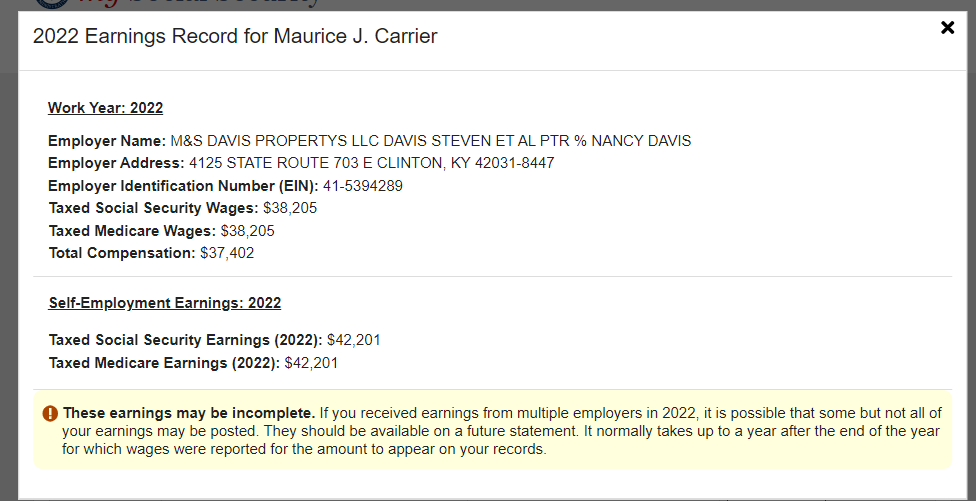 2022 Earnings Record for Maurice J. Carrier
Work Year: 2022
Employer Name: M&S DAVIS PROPERTYS LLC DAVIS STEVEN ET AL PTR % NANCY DAVIS
Employer Address: 4125 STATE ROUTE 703 E CLINTON, KY 42031-8447
Employer Identification Number (EIN): 41-5394289
Taxed Social Security Wages: $38,205
Taxed Medicare Wages: $38,205
Total Compensation: $37,402
Self-Employment Earnings: 2022
Taxed Social Security Earnings (2022): $42,201
Taxed Medicare Earnings (2022): $42,201
These earnings may be incomplete. If you received earnings from multiple employers in 2022, it is possible that some but not all of
your earnings may be posted. They should be available on a future statement. It normally takes up to a year after the end of the year
for which wages were reported for the amount to appear on your records.